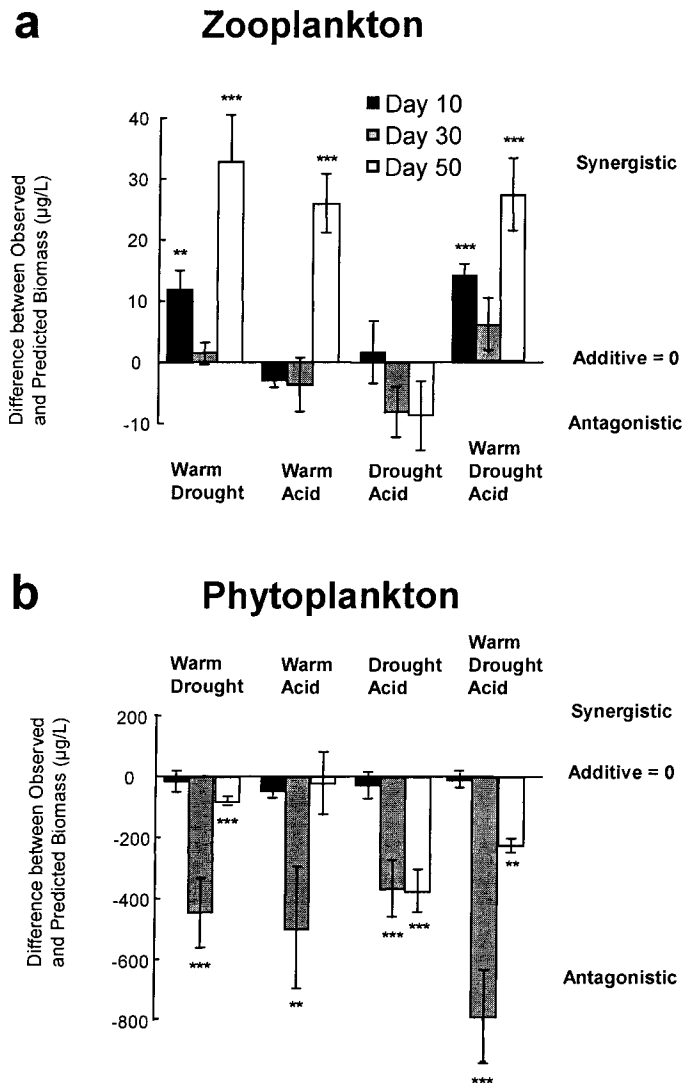 a
Zooplankton
Difference between Observed
and Predicted Biomass (µg/L)
40
30
20
10
0
-10
***
**
***
***
***
Day 10
Day 30
Day 50
Synergistic
Additive = 0
Antagonistic
Warm
Drought
Warm
Acid
Drought
Acid
Warm
Drought
Acid
b
Phytoplankton
Warm
Drought
Warm
Acid
Drought
Acid
Warm
Drought
Acid
Difference between Observed
and Predicted Biomass (µg/L)
200
0
-200
-400
-600
-800
Synergistic
Additive = 0
Antagonistic
***
***
**
***
***
**
***